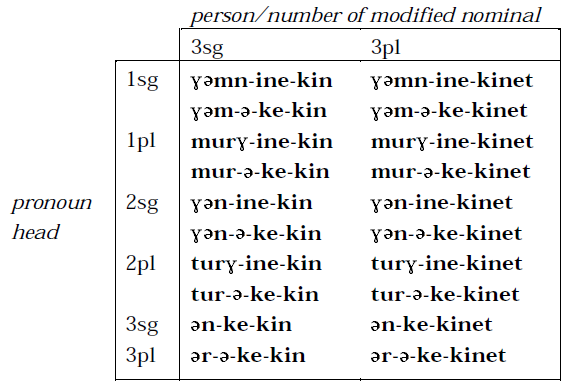 person/number of modified nominal
3sg 3pl
1sg ɣəmn-ine-kin ɣəmn-ine-kinet
ɣəm-ə-ke-kin ɣəm-ə-ke-kinet
1pl murɣ-ine-kin murɣ-ine-kinet
mur-ə-ke-kin mur-ə-ke-kinet
pronoun 2sg ɣən-ine-kin ɣən-ine-kinet
head ɣən-ə-ke-kin ɣən-ə-ke-kinet
2pl turɣ-ine-kin turɣ-ine-kinet
tur-ə-ke-kin tur-ə-ke-kinet
3sg ən-ke-kin ən-ke-kinet
3pl ər-ə-ke-kin ər-ə-ke-kinet